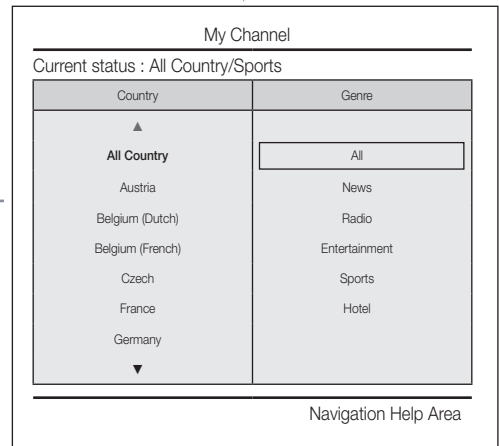 My Channel
Current status : All Country/Sports
Country Genre
▲
All Country All
Austria News
Belgium (Dutch) Radio
Belgium (French) Entertainment
Czech Sports
France Hotel
Germany
▼
Navigation Help Area